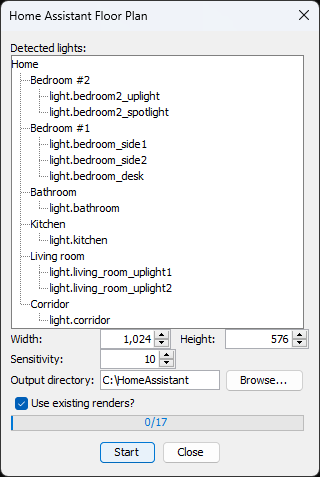 Home Assistant Floor Plan
Detected lights:
Home
Bedroom #2
light.bedroom2_uplight
light.bedroom2_spotlight
Bedroom #1
light.bedroom_side1
light.bedroom_side2
light.bedroom_desk
Bathroom
light.bathroom
Kitchen
light.kitchen
Living room
light.living_room_uplight1
light.living_room_uplight2
Corridor
light.corridor
Width: 1,024 Height: 576
Sensitivity: 10
Output directory: C:\HomeAssistant Browse...
Use existing renders?
0/17
Start Close